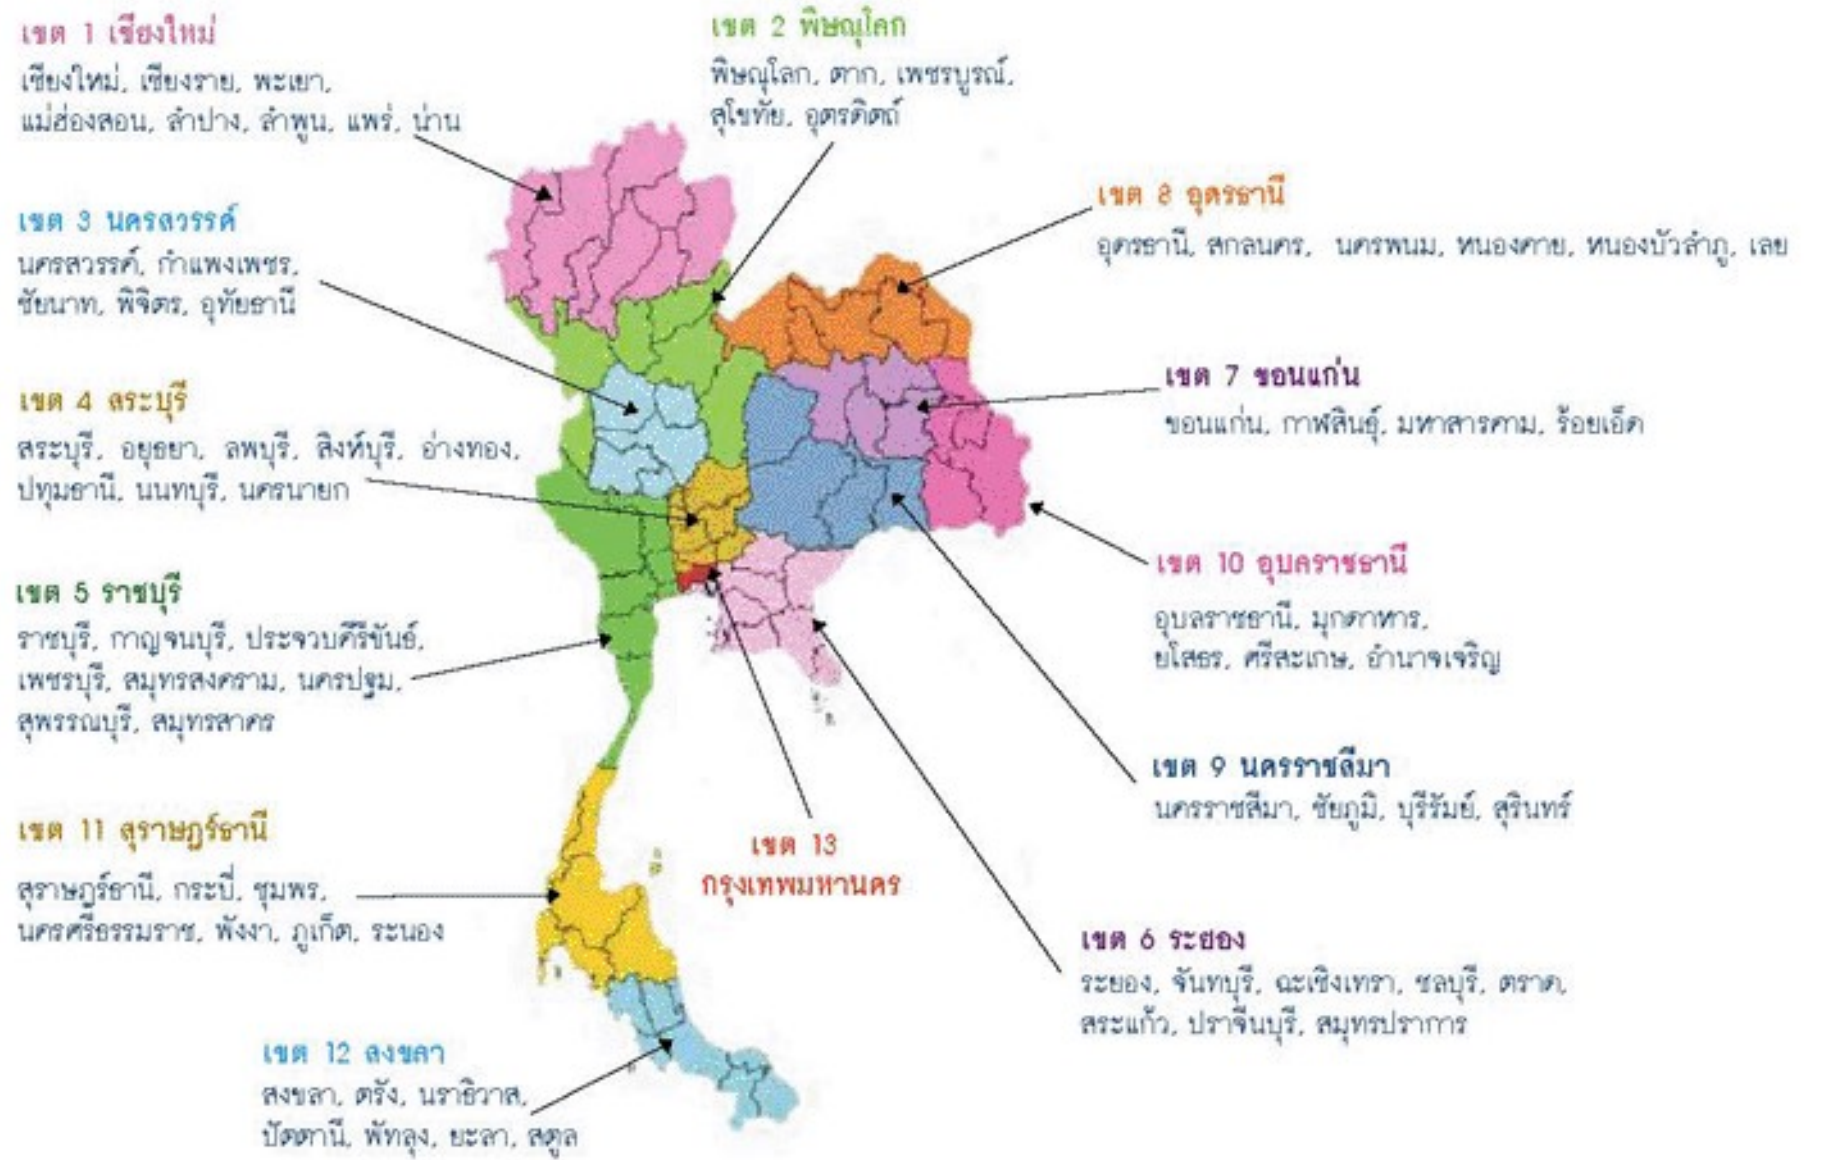 เขต 1 เชียงใหม่
เชียงใหม่, เชียงราย, พะเยา,
แม่ฮ่องสอน, ลำปาง, ลำพูน, แพร่, น่าน
เขต 2 พิษณุโลก
พิษณุโลก, ตาก, เพชรบูรณ์,
สุโขทัย, อุตรดิตถ์
เขต 3 นครสวรรค์
นครสวรรค์, กำแพงเพชร,
ชัยนาท, พิจิตร, อุทัยธานี
เขต 4 สระบุรี
สระบุรี, อยุธยา, ลพบุรี, สิงห์บุรี, อ่างทอง,
ปทุมธานี, นนทบุรี, นครนายก
เขต 5 ราชบุรี
ราชบุรี, กาญจนบุรี, ประจวบคีรีขันธ์,
เพชรบุรี, สมุทรสงคราม, นครปฐม,
สุพรรณบุรี, สมุทรสาคร
เขต 11 สุราษฎร์ธานี
สุราษฎร์ธานี, กระบี่, ชุมพร,
นครศรีธรรมราช, พังงา, ภูเก็ต, ระนอง
เขต 12 สงขลา
สงขลา, ตรัง, นราธิวาส,
ปัตตานี, พัทลุง, ยะลา, สตูล
เขต 13
กรุงเทพมหานคร
เขต 8 อุดรธานี
อุดรธานี, สกลนคร, นครพนม, หนองคาย, หนองบัวลำภู, เลย
เขต 7 ขอนแก่น
ขอนแก่น, กาฬสินธุ์, มหาสารคาม, ร้อยเอ็ด
เขต 10 อุบลราชธานี
อุบลราชธานี, มุกดาหาร,
ยโสธร, ศรีสะเกษ, อำนาจเจริญ
เขต 9 นครราชสีมา
นครราชสีมา, ชัยภูมิ, บุรีรัมย์, สุรินทร์
เขต 6 ระยอง
ระยอง, จันทบุรี, ฉะเชิงเทรา, ชลบุรี, ตราด,
สระแก้ว, ปราจีนบุรี, สมุทรปราการ